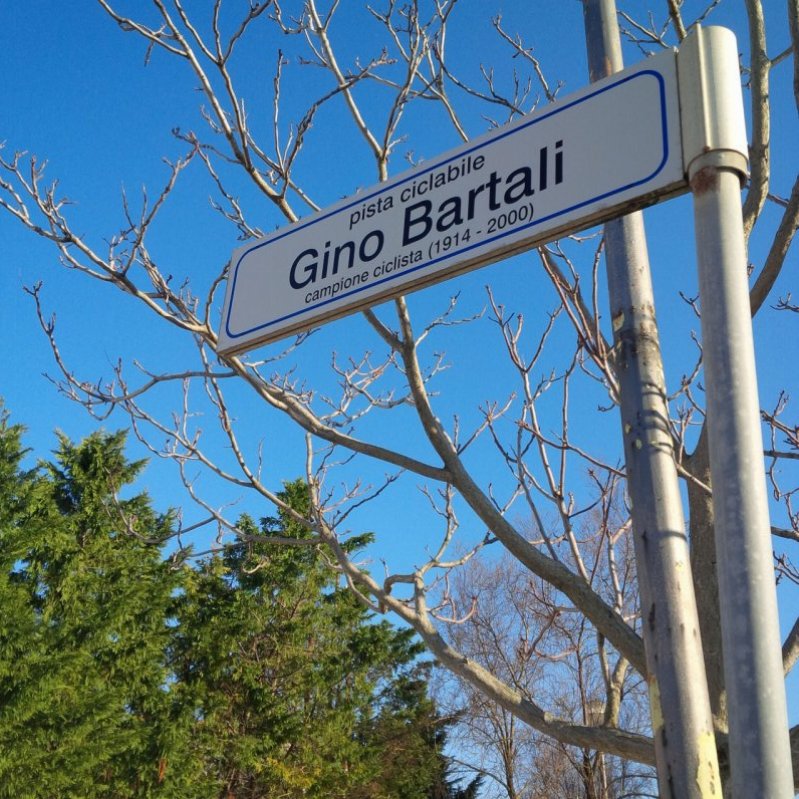 pista ciclabile
Gino Bartali
campione ciclista (1914 - 2000)